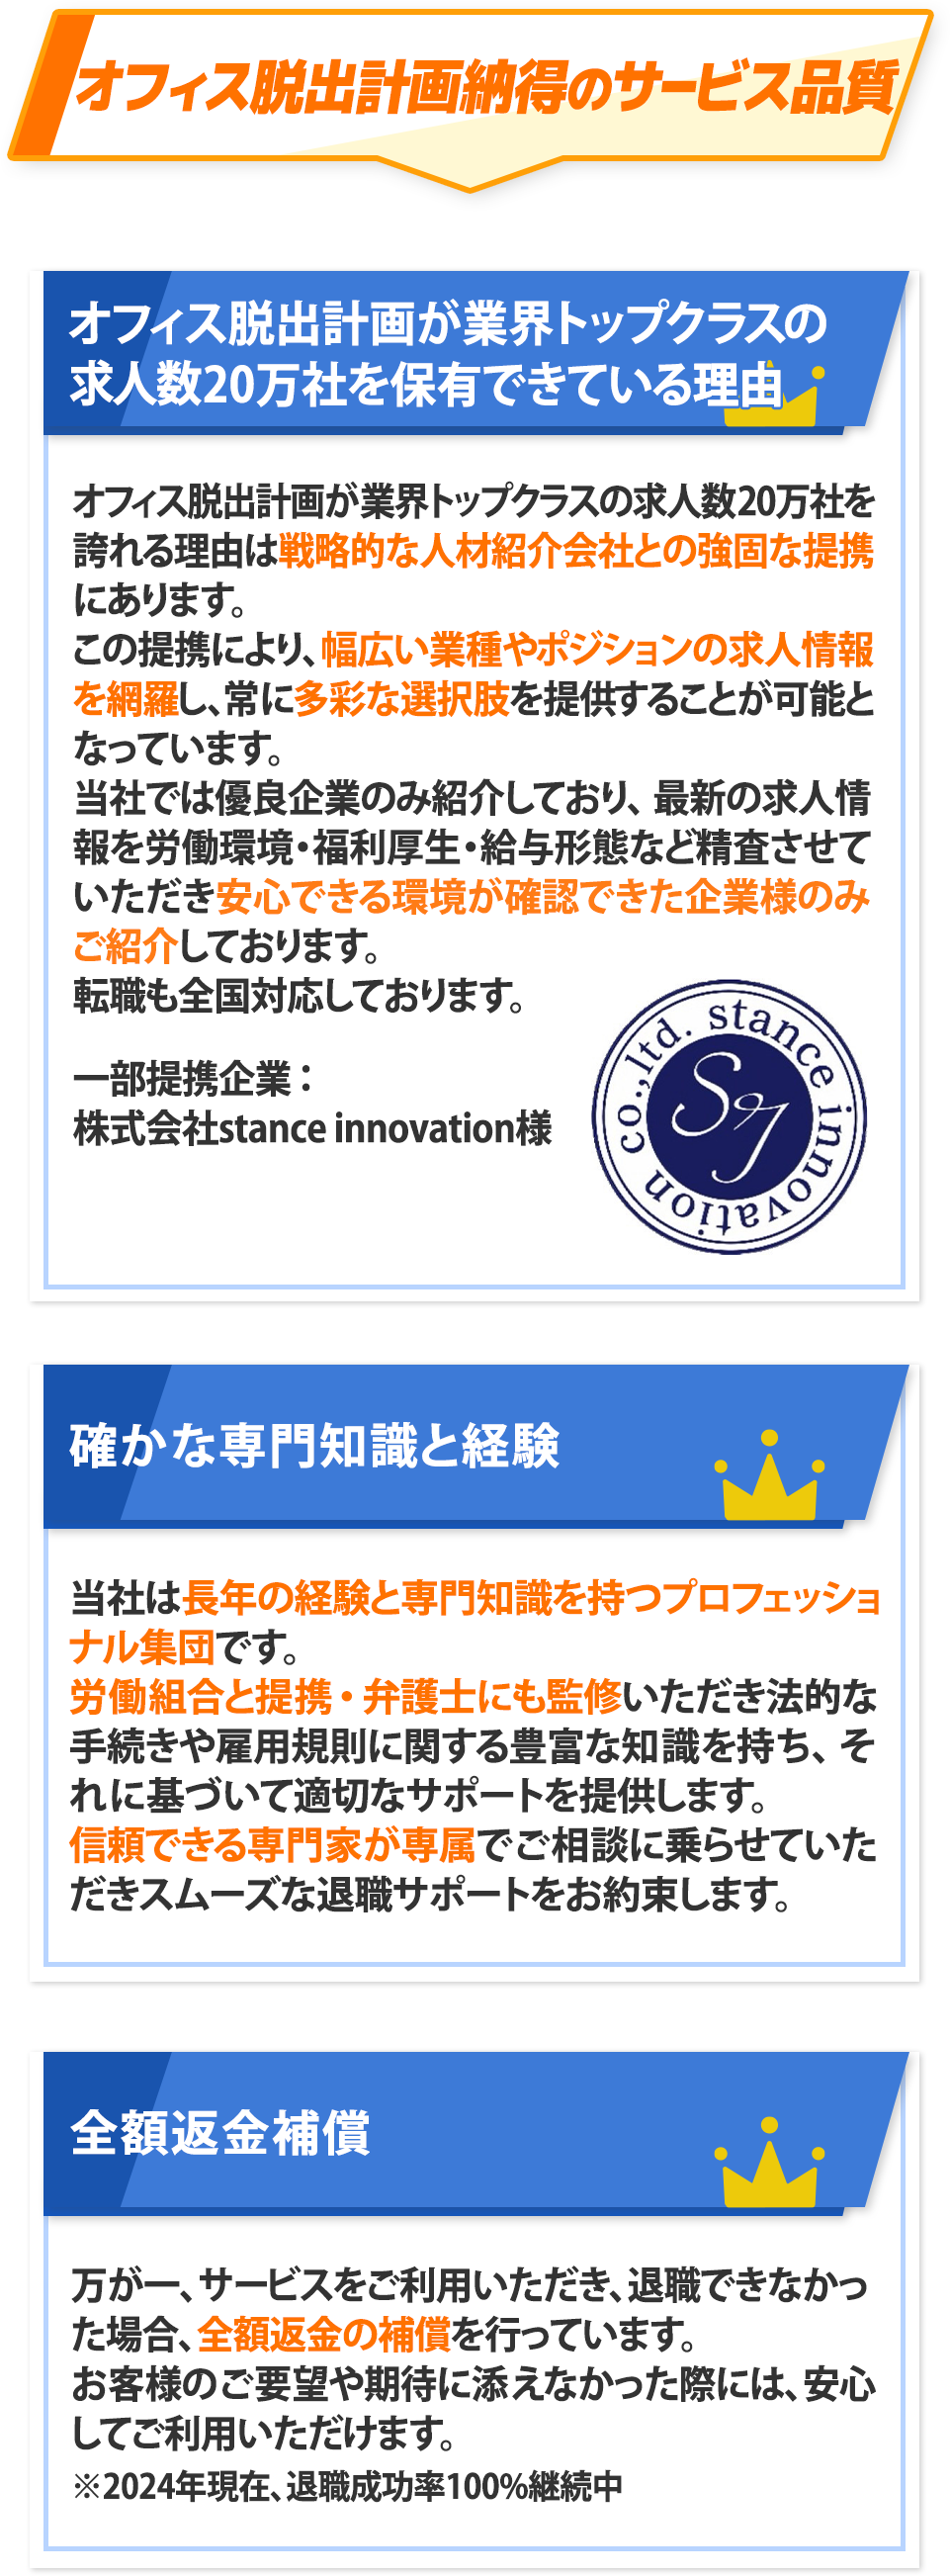 オフィス脱出計画納得のサービス品質
オフィス脱出計画が業界トップクラスの
求人数20万社を保有できている理由
オフィス脱出計画が業界トップクラスの求人数20万社を
誇れる理由は戦略的な人材紹介会社との強固な提携
にあります。
この提携により、幅広い業種やポジションの求人情報
を網羅し、常に多彩な選択肢を提供することが可能と
なっています。
当社では優良企業のみ紹介しており、最新の求人情
報を労働環境・福利厚生・給与形態など精査させて
いただき安心できる環境が確認できた企業様のみ
ご紹介しております。
転職も全国対応しております。
一部提携企業：
株式会社stance innovation様
stance innovation co.,ltd.
SI
確かな専門知識と経験
当社は長年の経験と専門知識を持つプロフェッショ
ナル集団です。
労働組合と提携・弁護士にも監修いただき法的な
手続きや雇用規則に関する豊富な知識を持ち、そ
れに基づいて適切なサポートを提供します。
信頼できる専門家が専属でご相談に乗らせていた
だきスムーズな退職サポートをお約束します。
全額返金補償
万が一、サービスをご利用いただき、退職できなかっ
た場合、全額返金の補償を行っています。
お客様のご要望や期待に添えなかった際には、安心
してご利用いただけます。
※2024年現在、退職成功率100%継続中